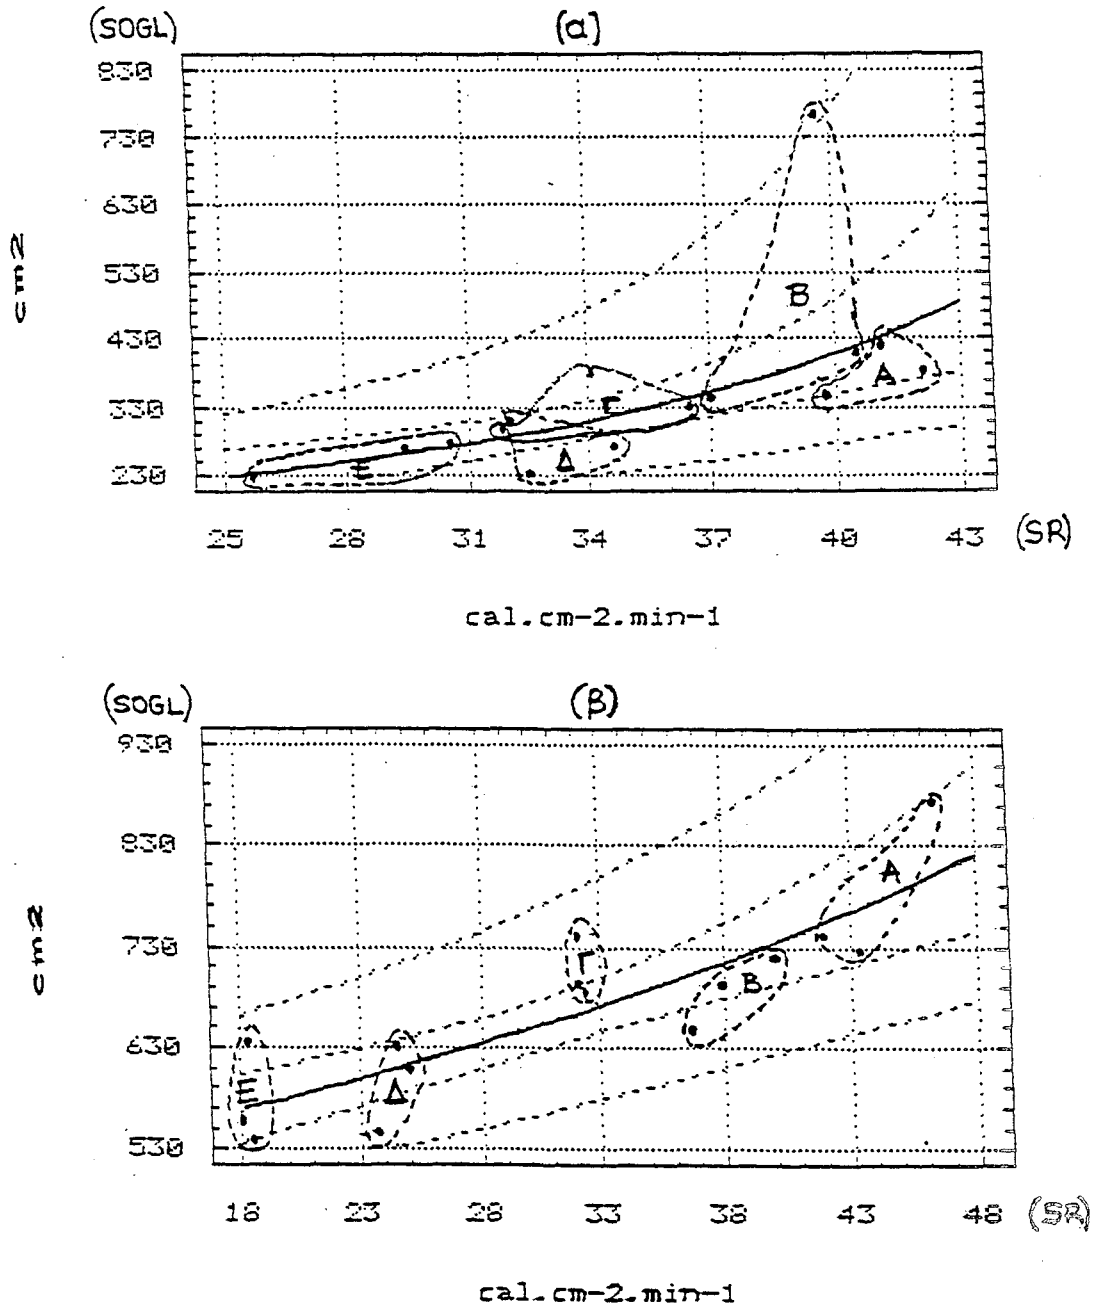 (SOGL)
(α)
830
730
630
530
430
330
230
cm2
B
A
Γ
Δ
E
25 28 31 34 37 40 43 (SR)
cal.cm-2.min-1
(SOGL)
(β)
930
830
730
630
530
cm2
A
Γ
B
E
Δ
18 23 28 33 38 43 48 (SR)
cal.cm-2.min-1